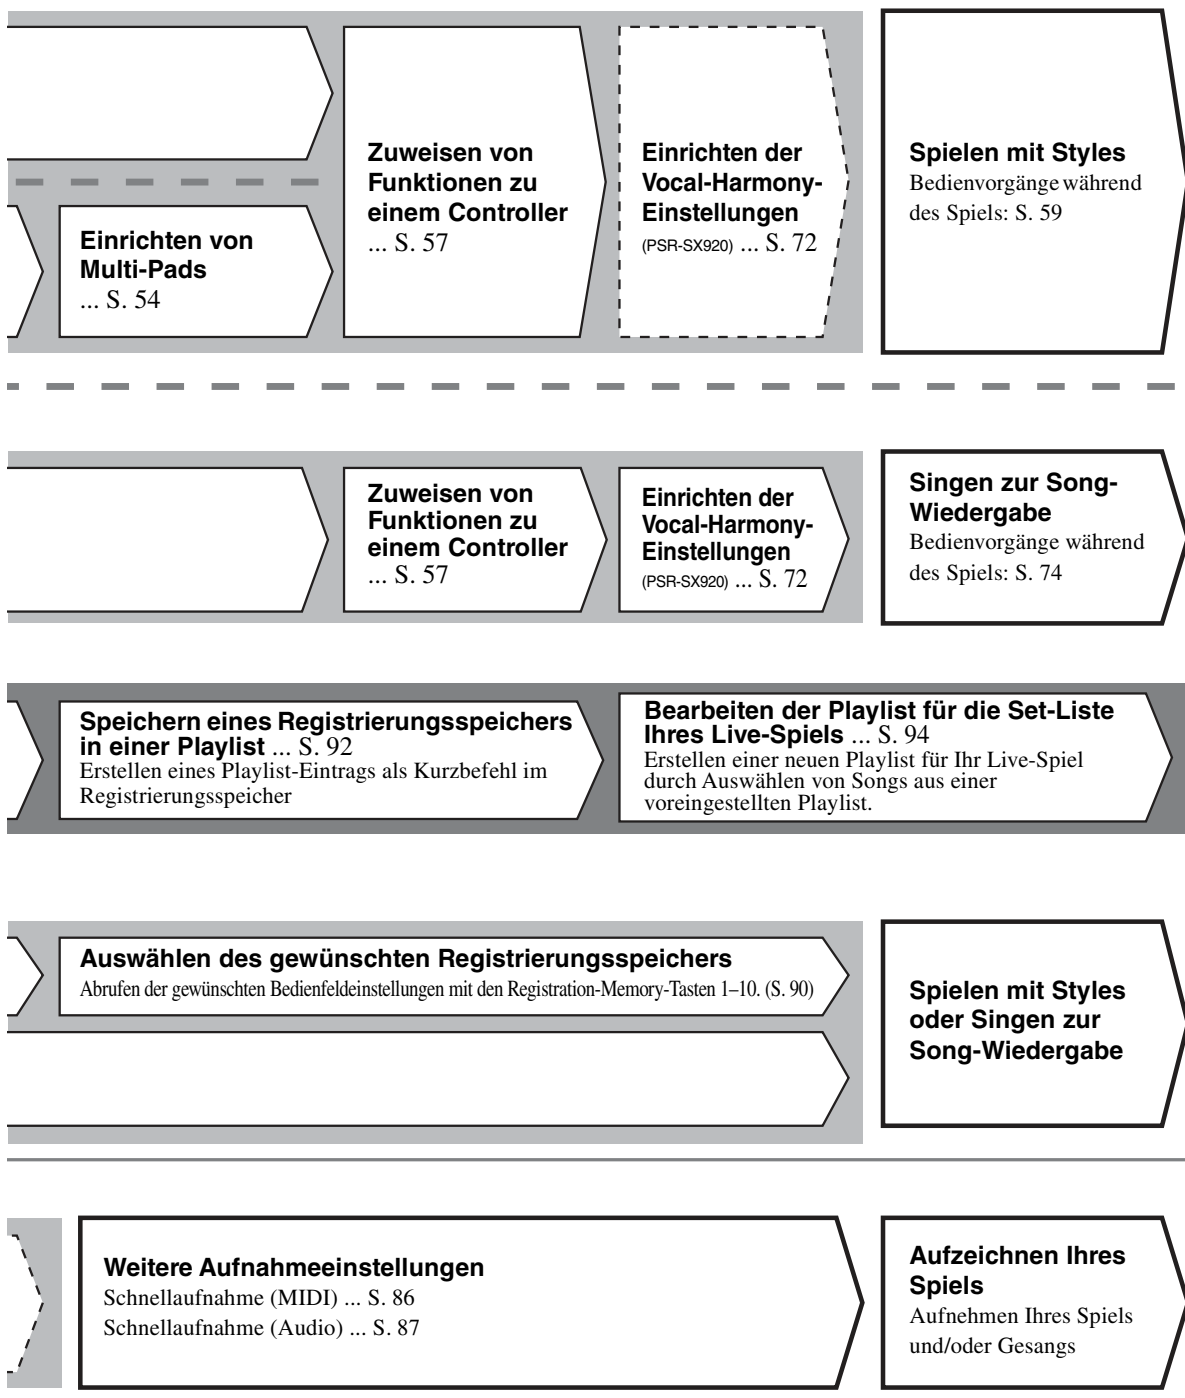 Einrichten von
Multi-Pads
... S. 54
Zuweisen von
Funktionen zu
einem Controller
... S. 57
Einrichten der
Vocal-Harmony-
Einstellungen
(PSR-SX920) ... S. 72
Spielen mit Styles
Bedienvorgänge während
des Spiels: S. 59
Zuweisen von
Funktionen zu
einem Controller
... S. 57
Einrichten der
Vocal-Harmony-
Einstellungen
(PSR-SX920) ... S. 72
Singen zur Song-
Wiedergabe
Bedienvorgänge während
des Spiels: S. 74
Speichern eines Registrierungsspeichers
in einer Playlist ... S. 92
Erstellen eines Playlist-Eintrags als Kurzbefehl im
Registrierungsspeicher
Bearbeiten der Playlist für die Set-Liste
Ihres Live-Spiels ... S. 94
Erstellen einer neuen Playlist für Ihr Live-Spiel
durch Auswählen von Songs aus einer
voreingestellten Playlist.
Auswählen des gewünschten Registrierungsspeichers
Abrufen der gewünschten Bedienfeldeinstellungen mit den Registration-Memory-Tasten 1–10. (S. 90)
Spielen mit Styles
oder Singen zur
Song-Wiedergabe
Weitere Aufnahmeeinstellungen
Schnellaufnahme (MIDI) ... S. 86
Schnellaufnahme (Audio) ... S. 87
Aufzeichnen Ihres
Spiels
Aufnehmen Ihres Spiels
und/oder Gesangs